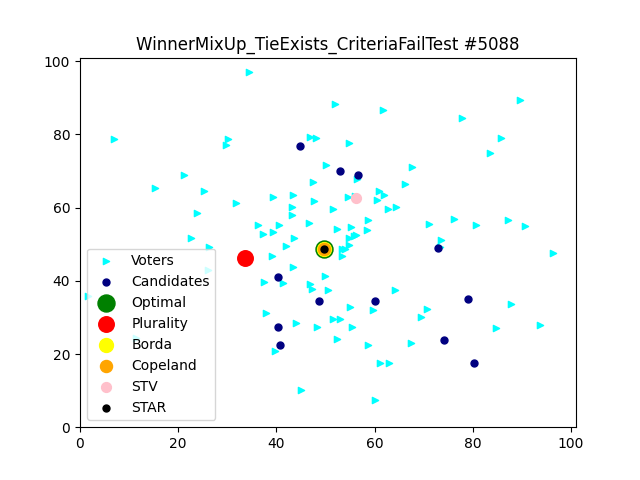 WinnerMixUp_TieExists_CriteriaFailTest #5088
100
80
60
40
20
0
Voters
Candidates
Optimal
Plurality
Borda
Copeland
STV
STAR
0 20 40 60 80 100